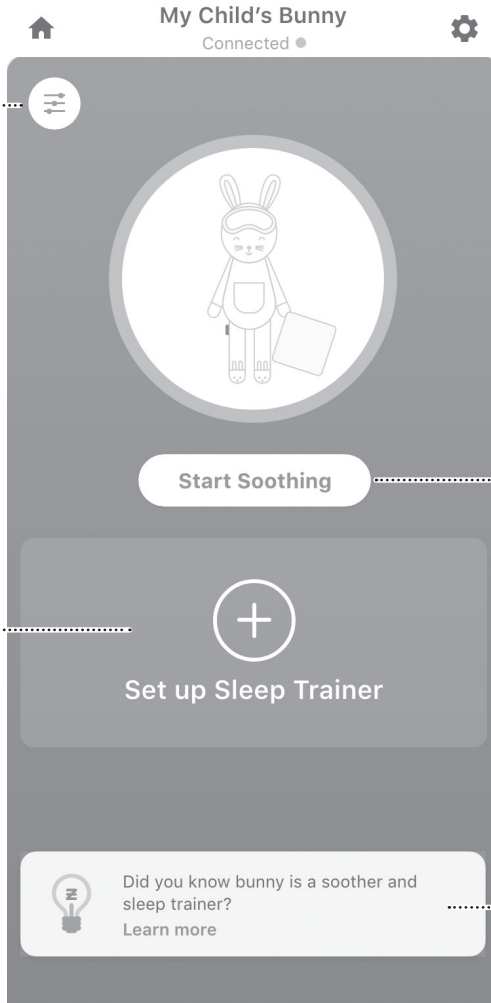 My Child's Bunny
Connected
Start Soothing
Set up Sleep Trainer
Did you know bunny is a soother and
sleep trainer?
Learn more